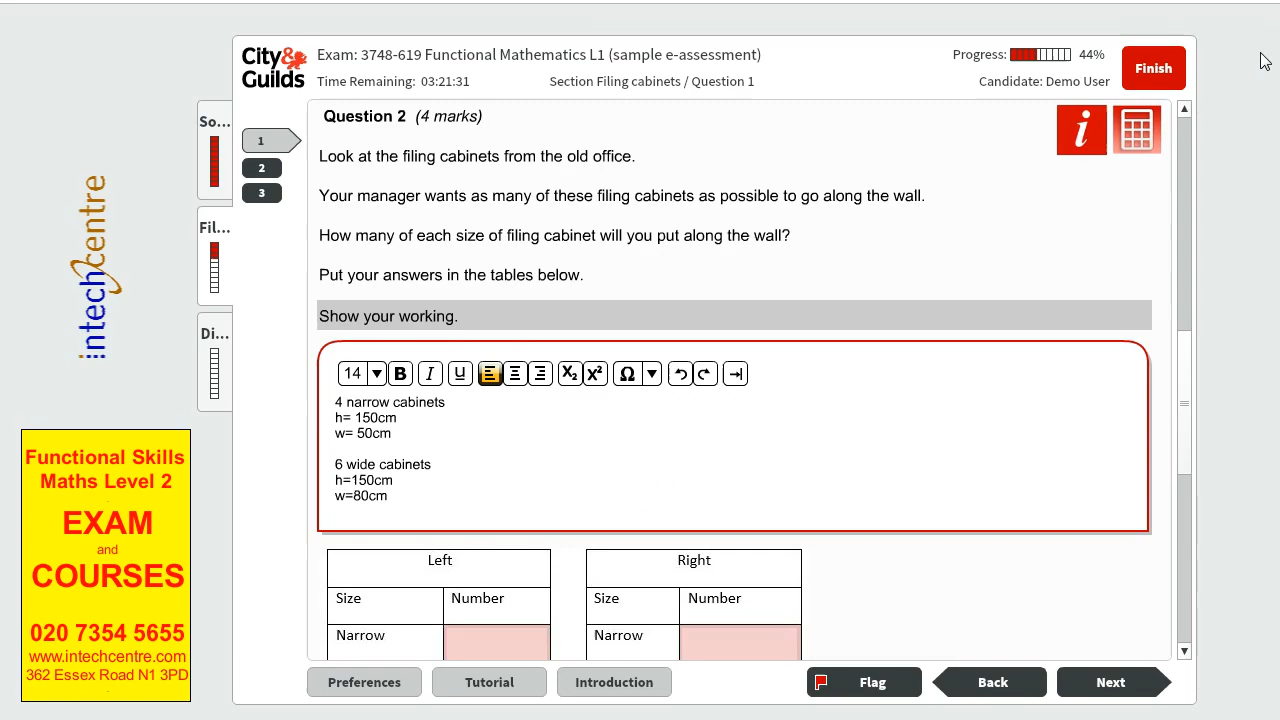 City&
Guilds
Exam: 3748-619 Functional Mathematics L1 (sample e-assessment)
Progress: 44%
Finish
Time Remaining: 03:21:31
Section Filing cabinets / Question 1
Candidate: Demo User
So...
Fil...
Di...
1
2
3
Question 2 (4 marks)
i
Look at the filing cabinets from the old office.
Your manager wants as many of these filing cabinets as possible to go along the wall.
How many of each size of filing cabinet will you put along the wall?
Put your answers in the tables below.
Show your working.
14 B I U X₂ X² Ω
4 narrow cabinets
h= 150cm
w= 50cm
6 wide cabinets
h=150cm
w=80cm
Left
Size Number
Narrow
Right
Size Number
Narrow
Preferences
Tutorial
Introduction
Flag
Back
Next
intechcentre
Functional Skills
Maths Level 2
EXAM
and
COURSES
020 7354 5655
www.intechcentre.com
362 Essex Road N1 3PD